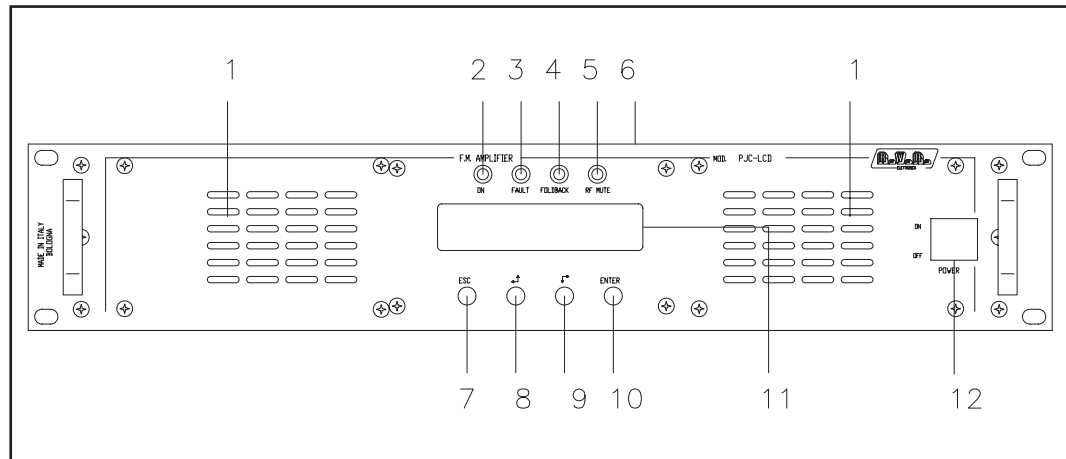 1 2 3 4 5 6 1
F.M. AMPLIFIER MOD. PJC-LCD
R.V.R.
ELETTRONICA
ON FAULT FOLDBACK RF MUTE
MADE IN ITALY
BOLOGNA
ON
OFF
POWER
ESC ENTER
7 8 9 10 11 12